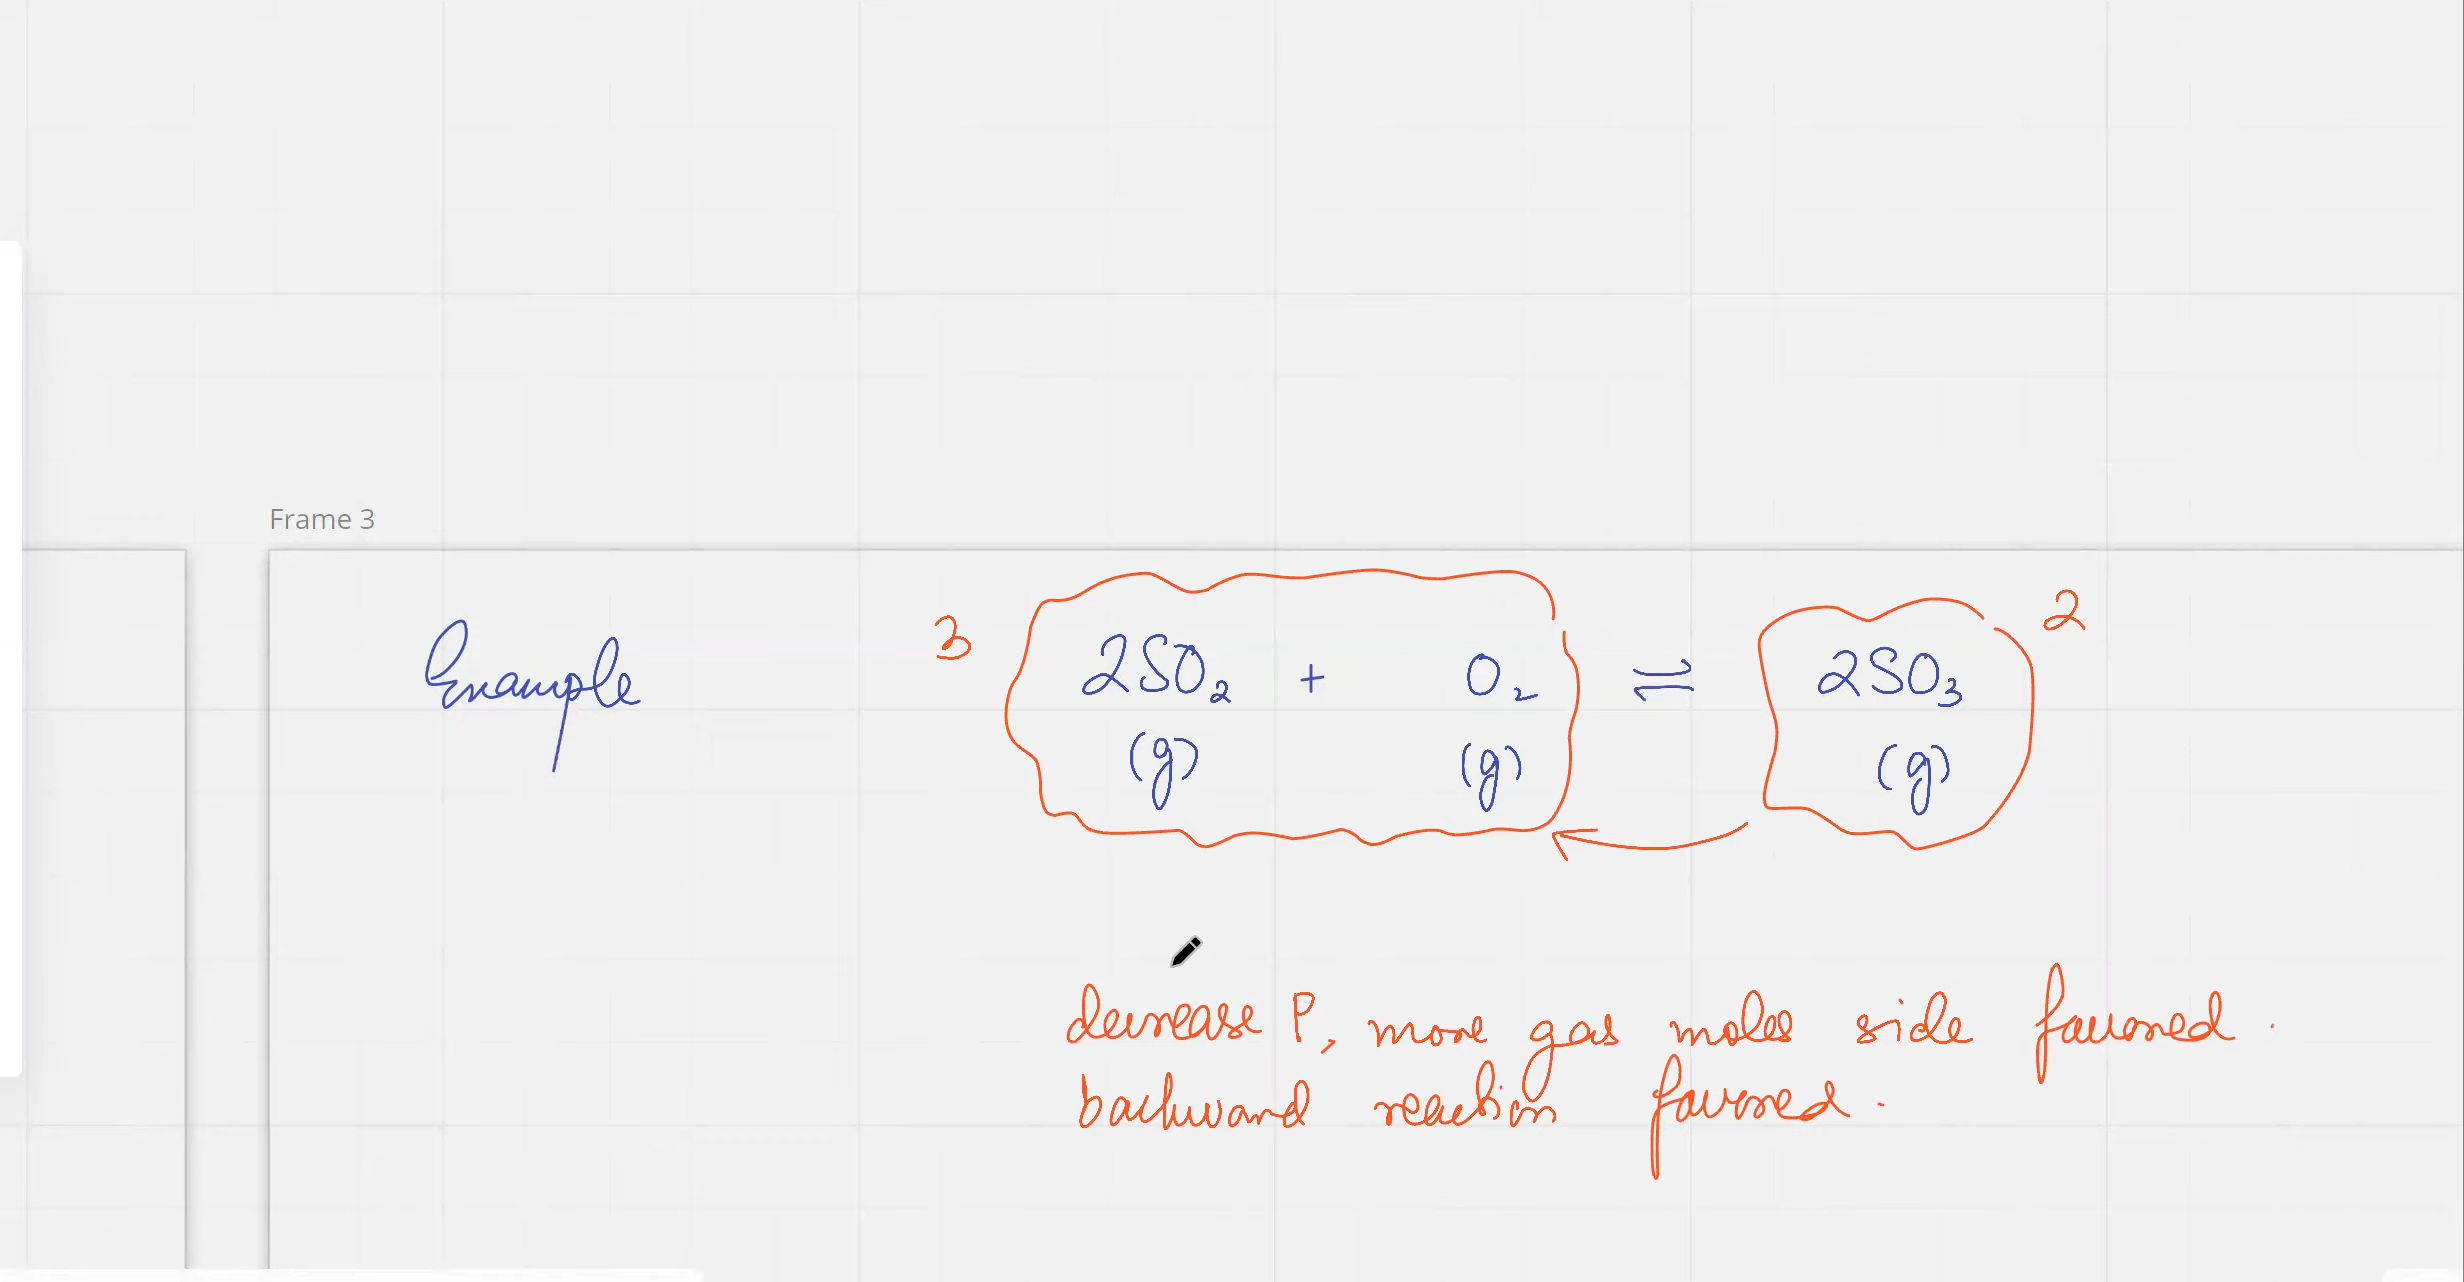 Frame 3
Example 3 2SO₂ + O₂ ⇌ 2SO₃ 2
(g) (g) (g)
decrease P, more gas moles side favored.
backward reaction favored.